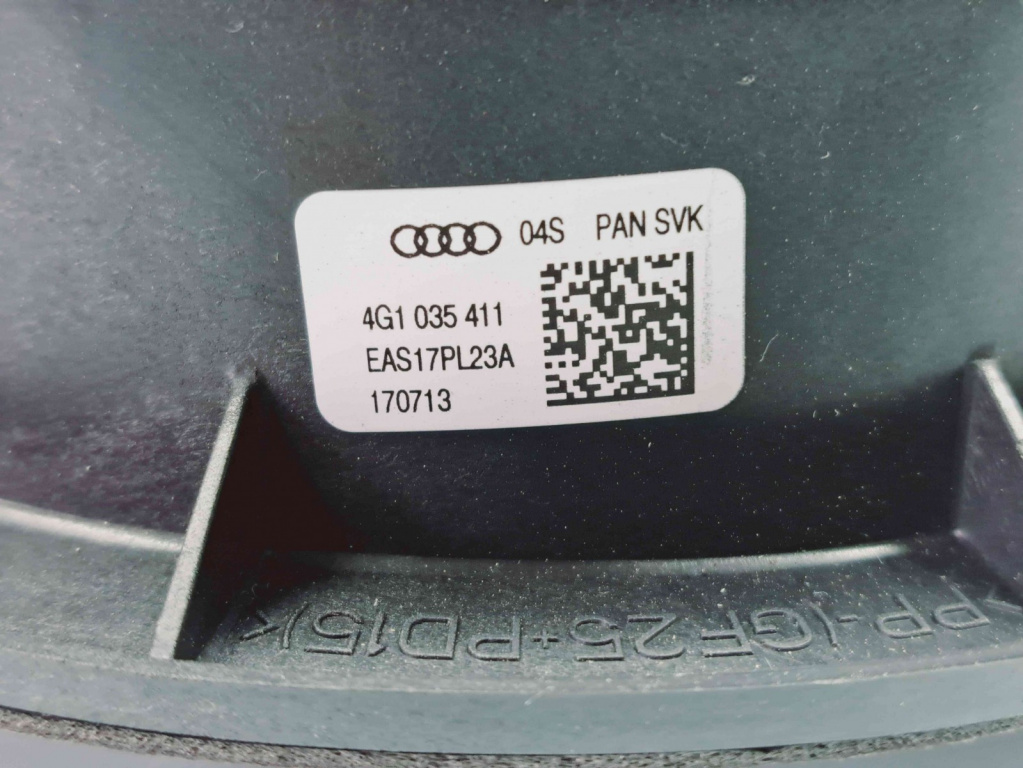 04S PAN SVK
4G1 035 411
EAS17PL23A
170713
>PP-(GF25+PD15)<